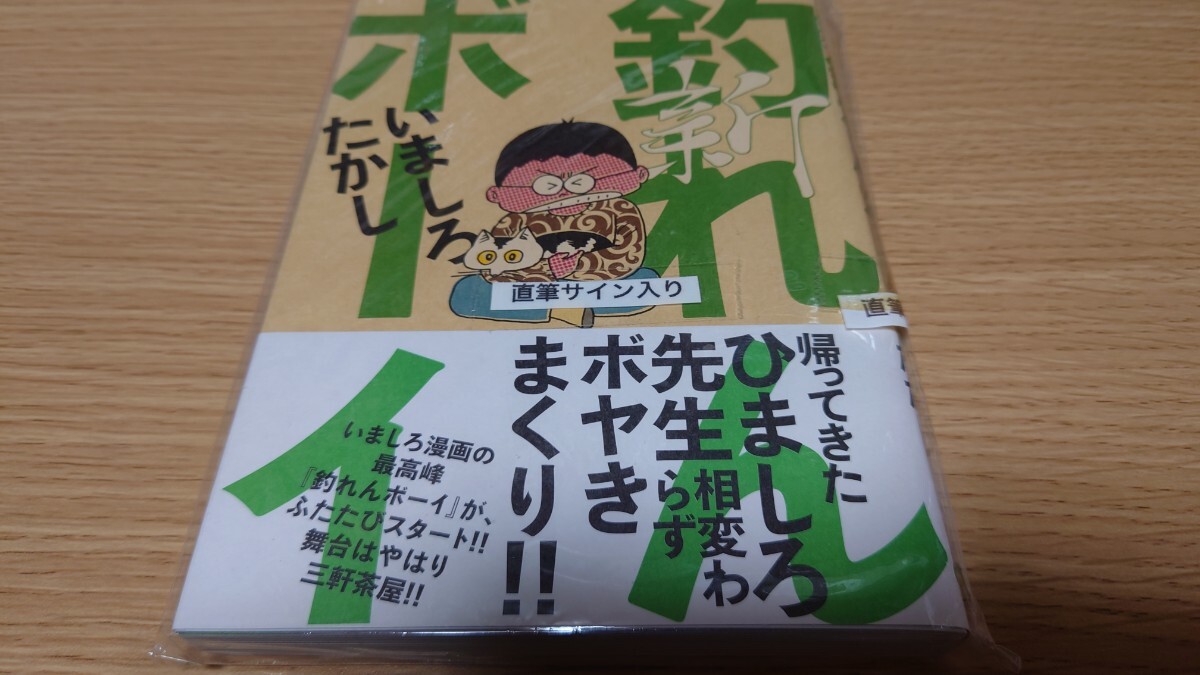 釣れん
ボーイ
新
いましろ
たかし
直筆サイン入り
直筆
帰ってきた
ひましろ
先生相変わ
らず
ボヤき
まくり!!
いましろ漫画の
最高峰
『釣れんボーイ』が、
ふたたびスタート!!
舞台はやはり
三軒茶屋!!